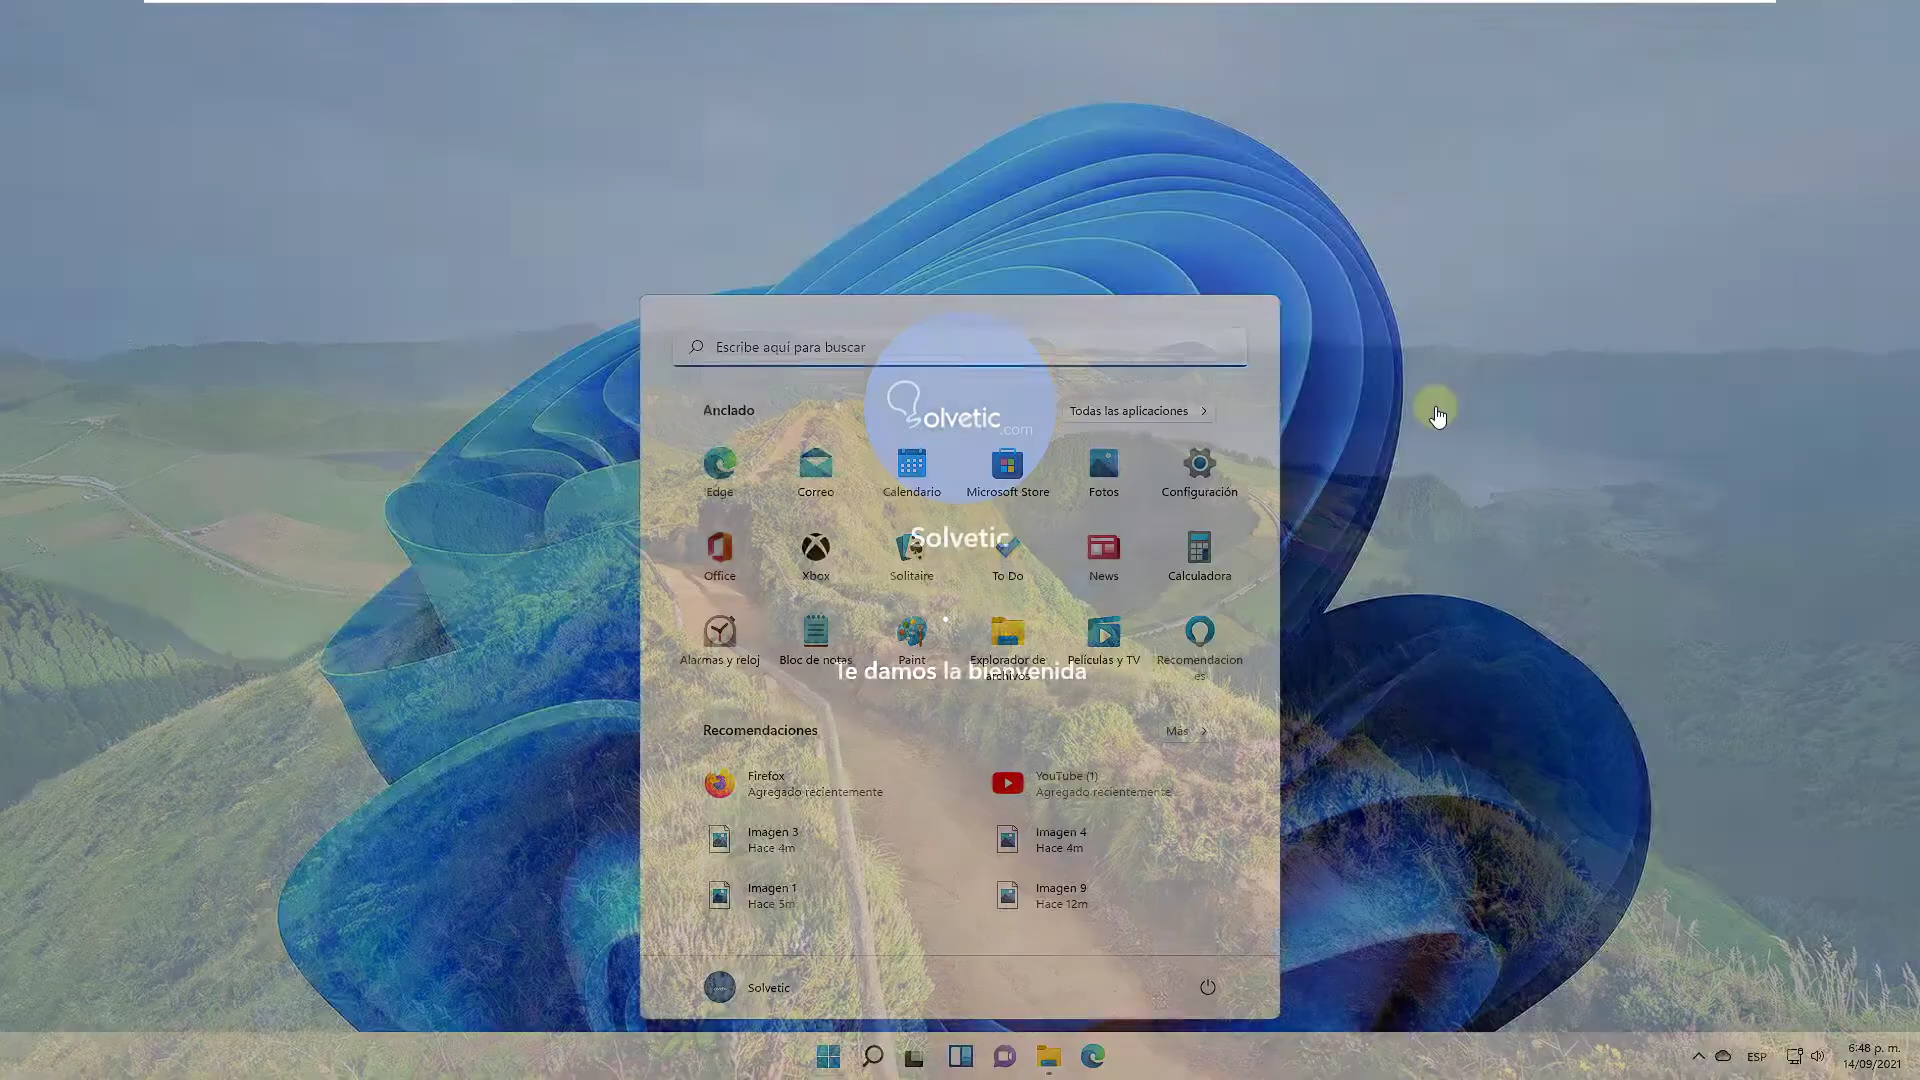 Escribe aquí para buscar
Anclado
Todas las aplicaciones
Solvetic
.com
Edge
Correo
Calendario
Microsoft Store
Fotos
Configuración
Solvetic
Office
Xbox
Solitaire
To Do
News
Calculadora
Alarmas y reloj
Bloc de notas
Paint
Explorador de
archivos
Películas y TV
Recomendacion
es
Te damos la bienvenida
Recomendaciones
Más
Firefox
Agregado recientemente
YouTube (1)
Agregado recientemente
Imagen 3
Hace 4m
Imagen 4
Hace 4m
Imagen 1
Hace 5m
Imagen 9
Hace 12m
Solvetic
ESP
6:48 p. m.
14/09/2021